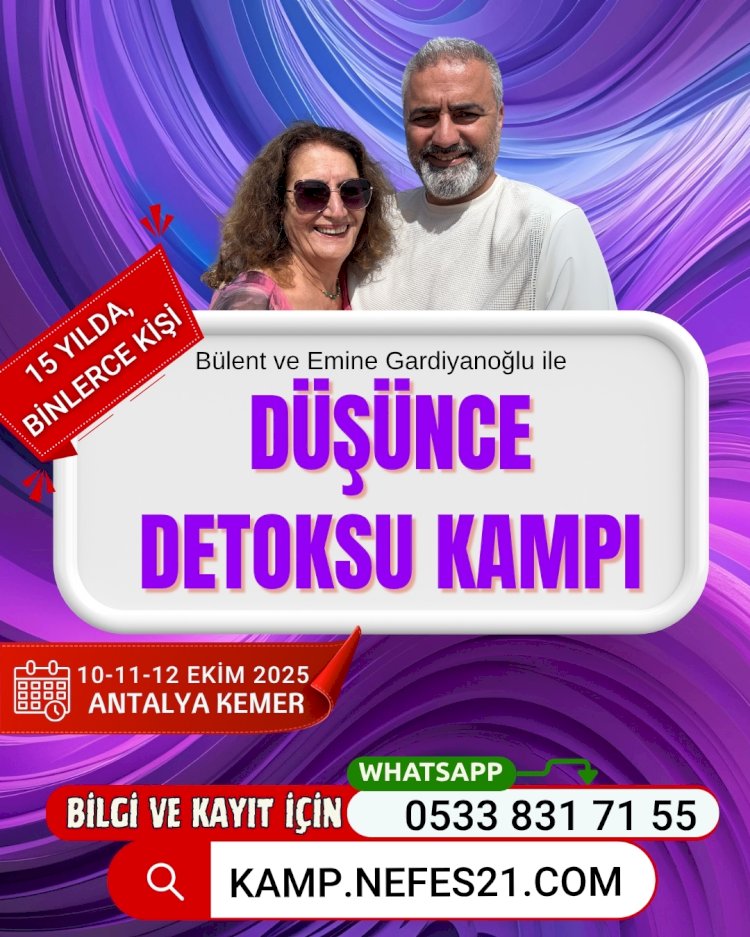 15 YILDA,
BİNLERCE KİŞİ
Bülent ve Emine Gardiyanoğlu ile
DÜŞÜNCE
DETOKSU KAMPI
10-11-12 EKİM 2025
ANTALYA KEMER
WHATSAPP
BİLGİ VE KAYIT İÇİN
0533 831 71 55
KAMP.NEFES21.COM